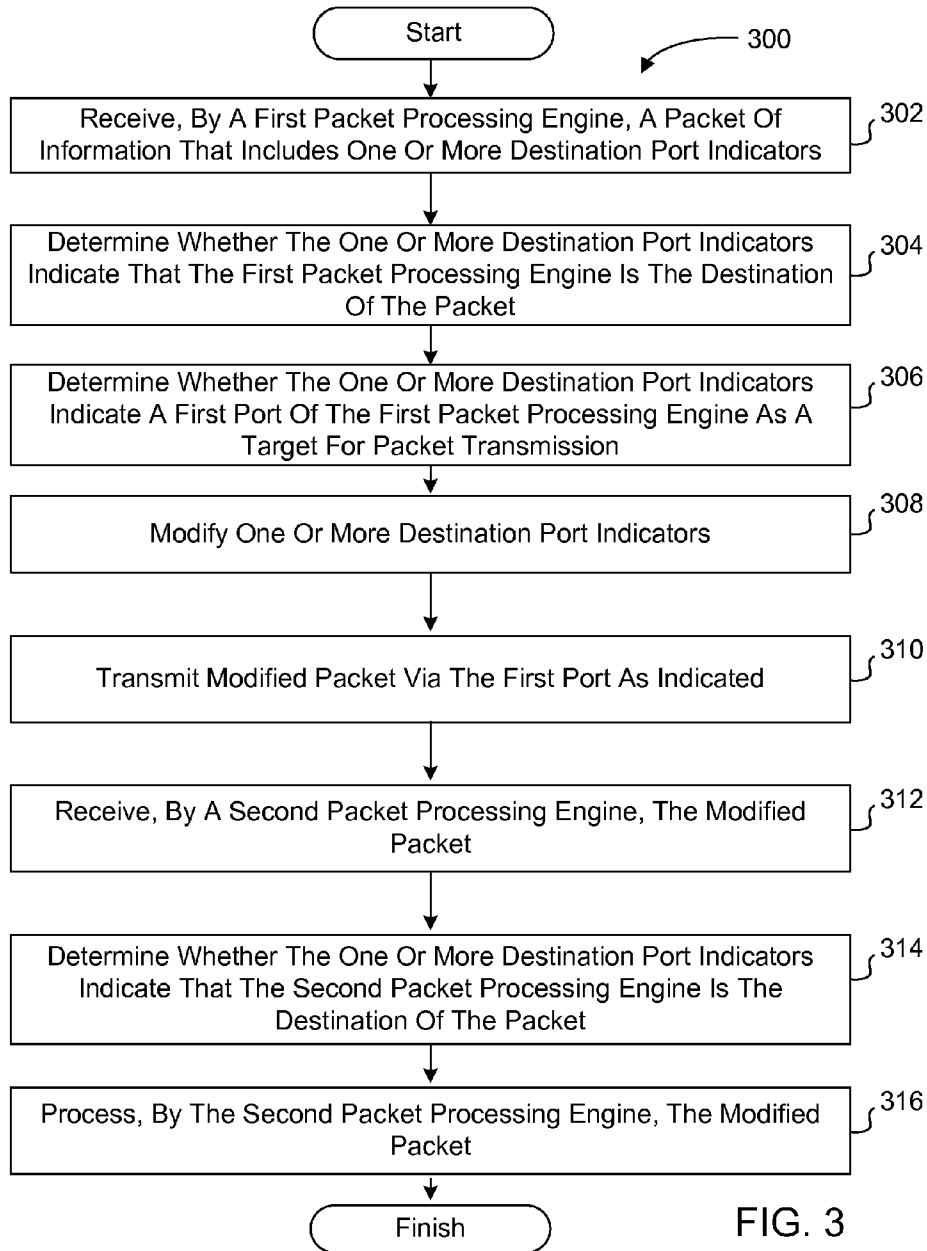 Start
300
Receive, By A First Packet Processing Engine, A Packet Of
Information That Includes One Or More Destination Port Indicators
302
Determine Whether The One Or More Destination Port Indicators
Indicate That The First Packet Processing Engine Is The Destination
Of The Packet
304
Determine Whether The One Or More Destination Port Indicators
Indicate A First Port Of The First Packet Processing Engine As A
Target For Packet Transmission
306
Modify One Or More Destination Port Indicators
308
Transmit Modified Packet Via The First Port As Indicated
310
Receive, By A Second Packet Processing Engine, The Modified
Packet
312
Determine Whether The One Or More Destination Port Indicators
Indicate That The Second Packet Processing Engine Is The
Destination Of The Packet
314
Process, By The Second Packet Processing Engine, The Modified
Packet
316
Finish
FIG. 3